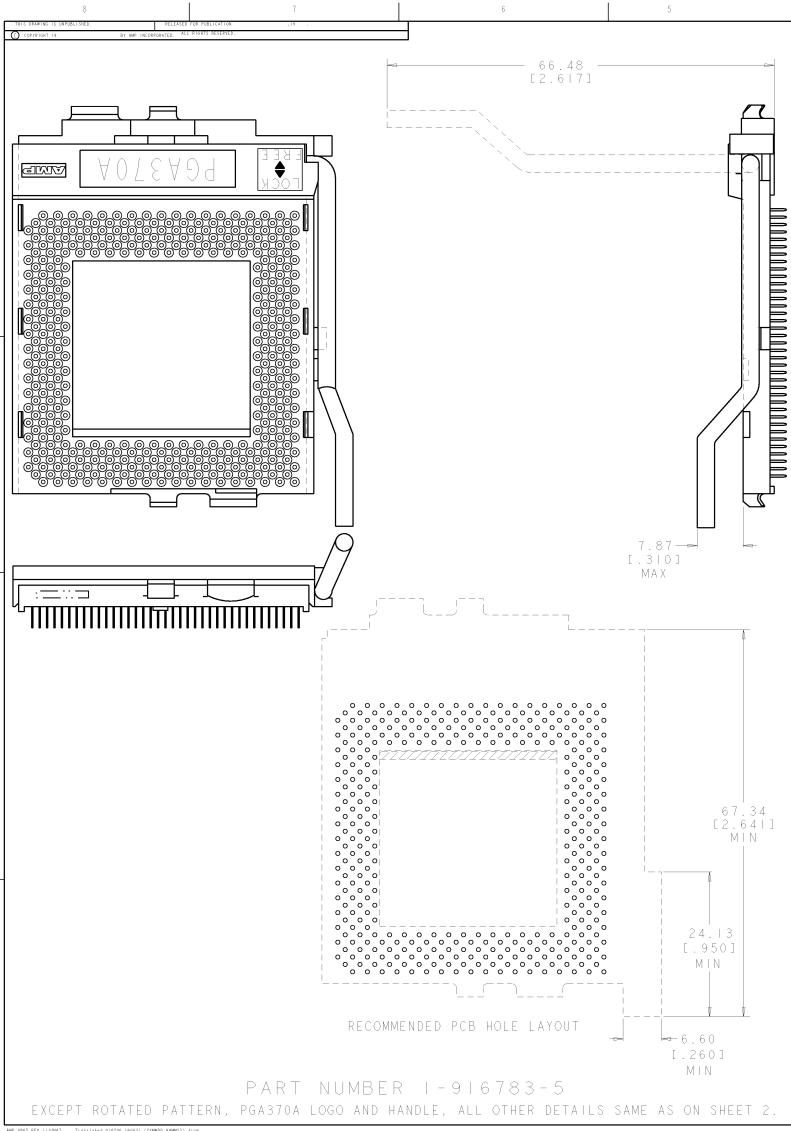 8 7 6 5
THIS DRAWING IS UNPUBLISHED. RELEASED FOR PUBLICATION ,19 .
C COPYRIGHT 19 BY AMP INCORPORATED. ALL RIGHTS RESERVED.
66.48
[2.617]
AMP
PGA370A
LOCK
FREE
7.87
[.310]
MAX
67.34
[2.641]
MIN
24.13
[.950]
MIN
RECOMMENDED PCB HOLE LAYOUT
6.60
[.260]
MIN
PART NUMBER 1-916783-5
EXCEPT ROTATED PATTERN, PGA370A LOGO AND HANDLE, ALL OTHER DETAILS SAME AS ON SHEET 2.